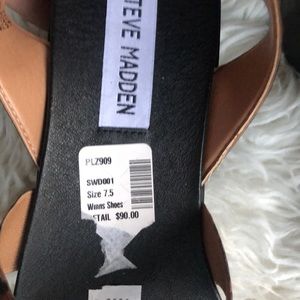 STEVE MADDEN
PLZ909
SWD001
Size 7.5
Wmns Shoes
ETAIL $90.00